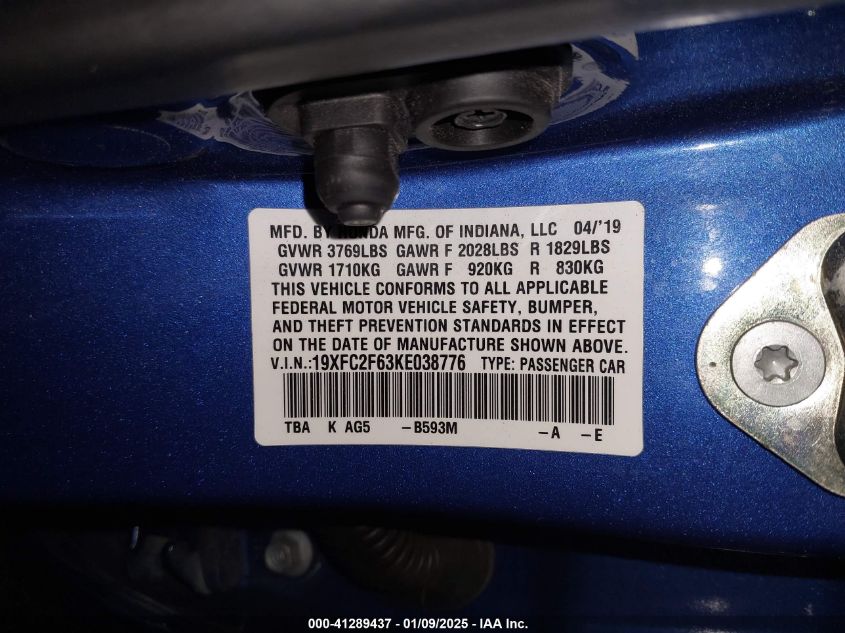 MFD. BY HONDA MFG. OF INDIANA, LLC 04/'19
GVWR 3769LBS GAWR F 2028LBS R 1829LBS
GVWR 1710KG GAWR F 920KG R 830KG
THIS VEHICLE CONFORMS TO ALL APPLICABLE
FEDERAL MOTOR VEHICLE SAFETY, BUMPER,
AND THEFT PREVENTION STANDARDS IN EFFECT
ON THE DATE OF MANUFACTURE SHOWN ABOVE.
V.I.N.:19XFC2F63KE038776 TYPE: PASSENGER CAR
TBA K AG5 -B593M -A -E
000-41289437 - 01/09/2025 - IAA Inc.